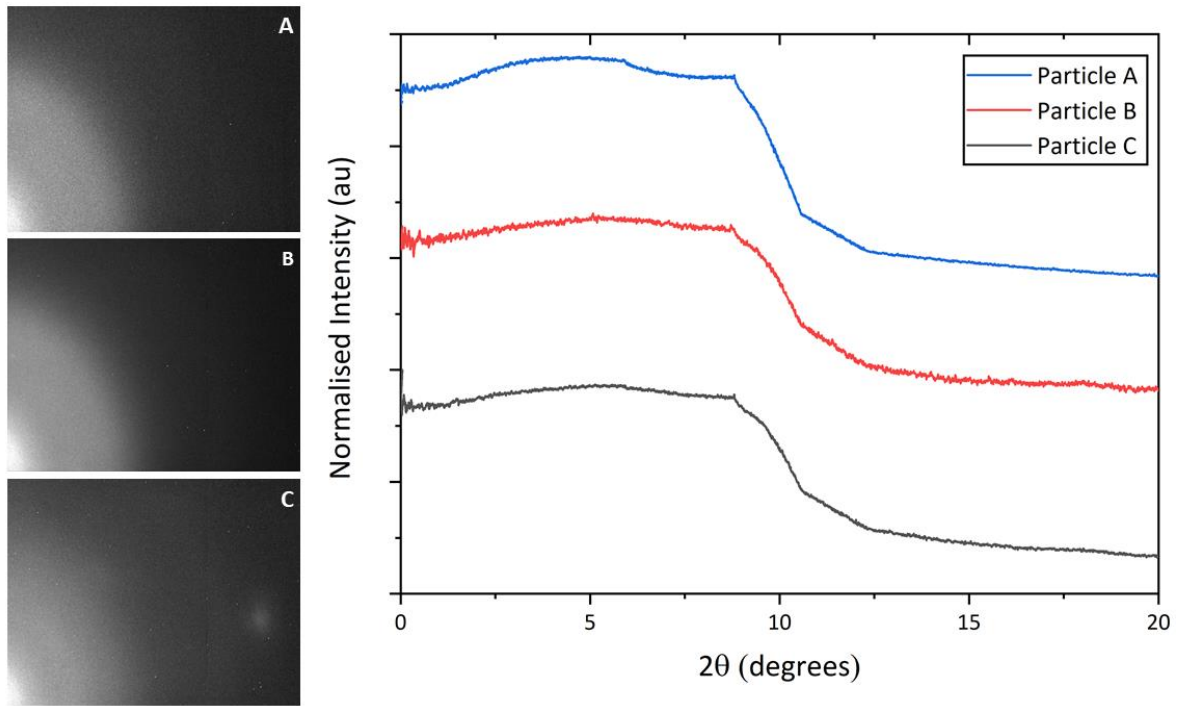 A
B
C
Particle A
Particle B
Particle C
Normalised Intensity (au)
0
5
10
15
20
2θ (degrees)